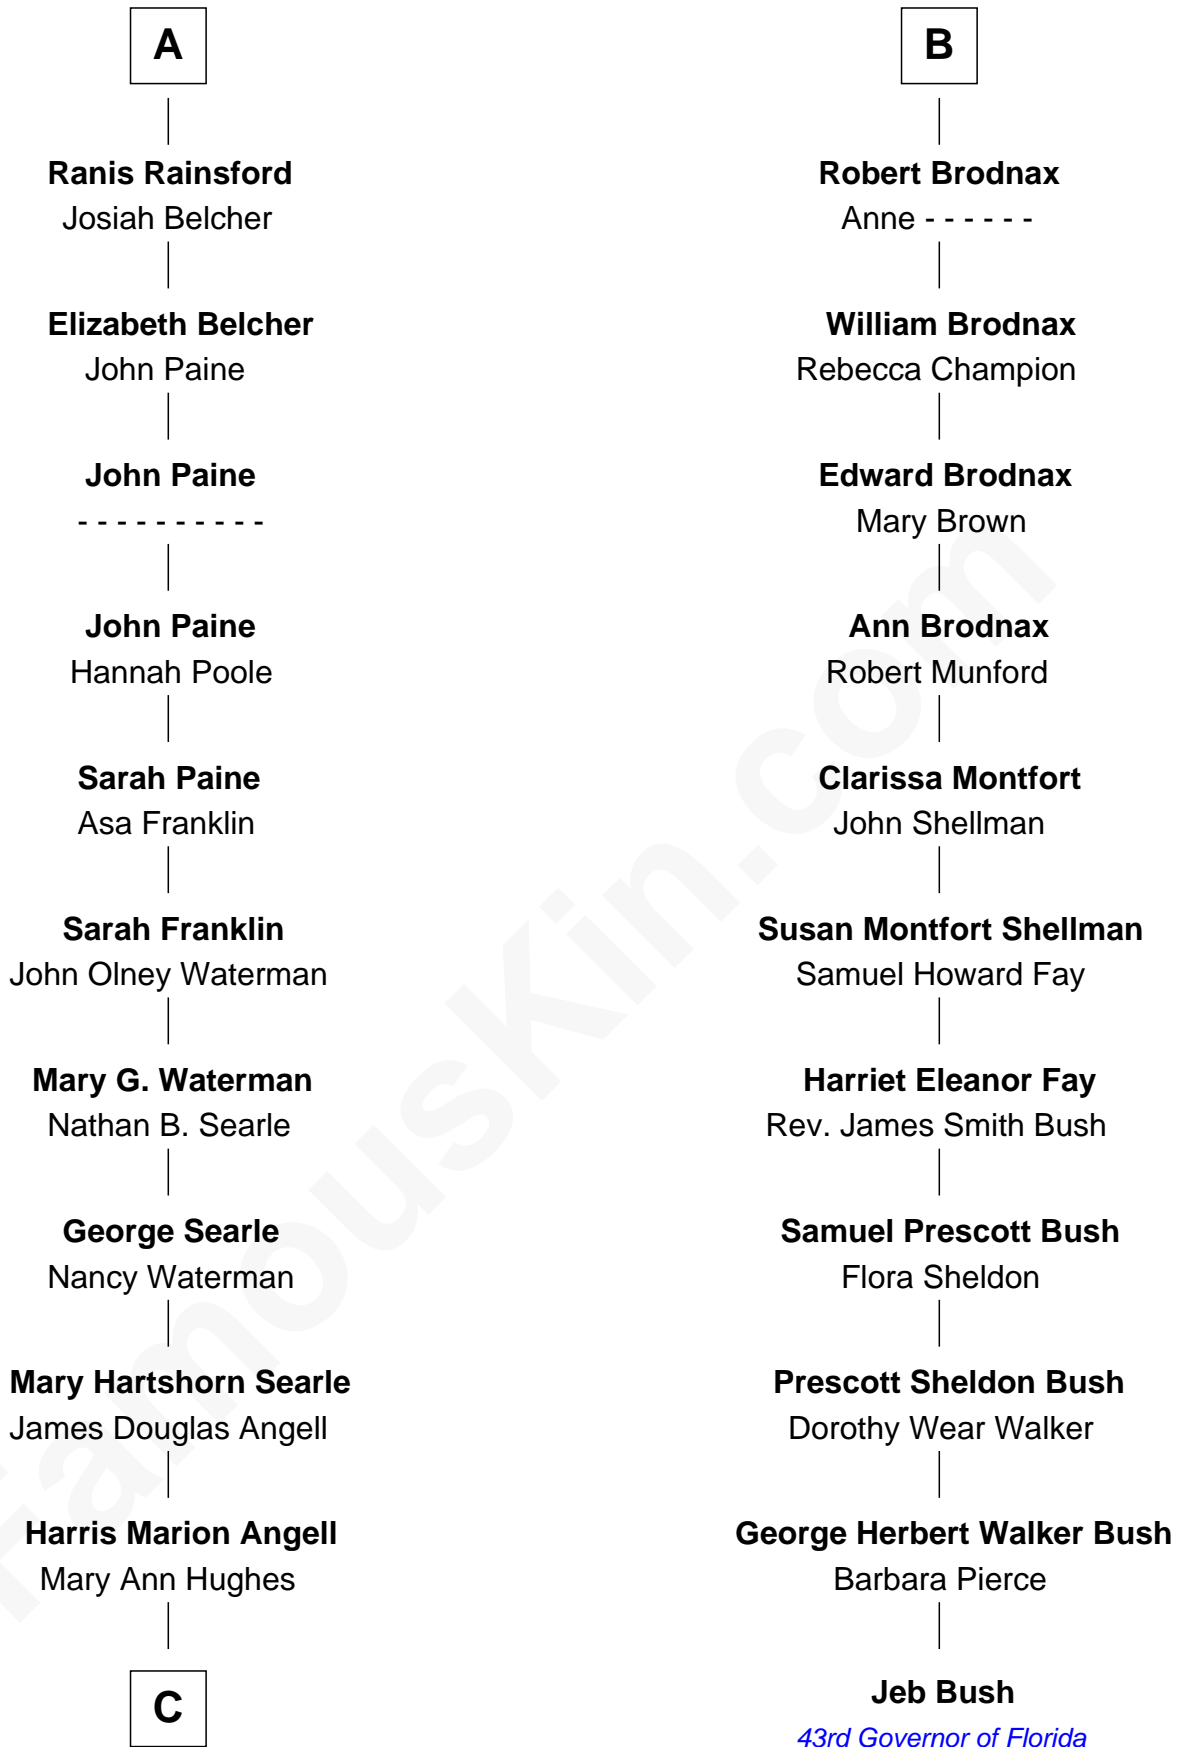 A
Ranis Rainsford
Josiah Belcher
Elizabeth Belcher
John Paine
John Paine
- - - - - - - - - -
John Paine
Hannah Poole
Sarah Paine
Asa Franklin
Sarah Franklin
John Olney Waterman
Mary G. Waterman
Nathan B. Searle
George Searle
Nancy Waterman
Mary Hartshorn Searle
James Douglas Angell
Harris Marion Angell
Mary Ann Hughes
C
B
Robert Brodnax
Anne - - - - - -
William Brodnax
Rebecca Champion
Edward Brodnax
Mary Brown
Ann Brodnax
Robert Munford
Clarissa Montfort
John Shellman
Susan Montfort Shellman
Samuel Howard Fay
Harriet Eleanor Fay
Rev. James Smith Bush
Samuel Prescott Bush
Flora Sheldon
Prescott Sheldon Bush
Dorothy Wear Walker
George Herbert Walker Bush
Barbara Pierce
Jeb Bush
43rd Governor of Florida
FamousKin.com